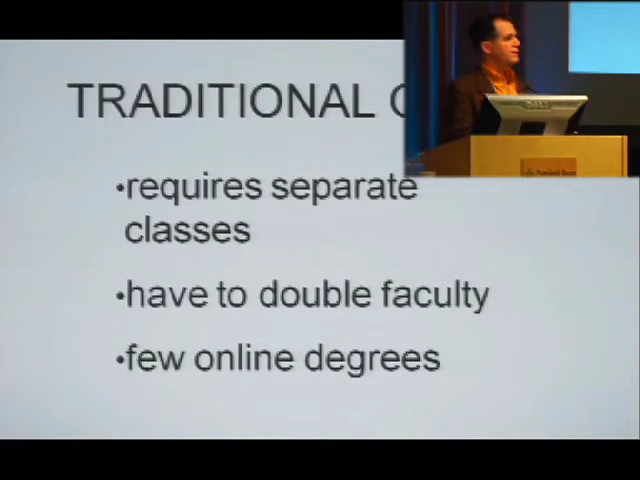 TRADITIONAL
•requires separate
classes
•have to double faculty
•few online degrees